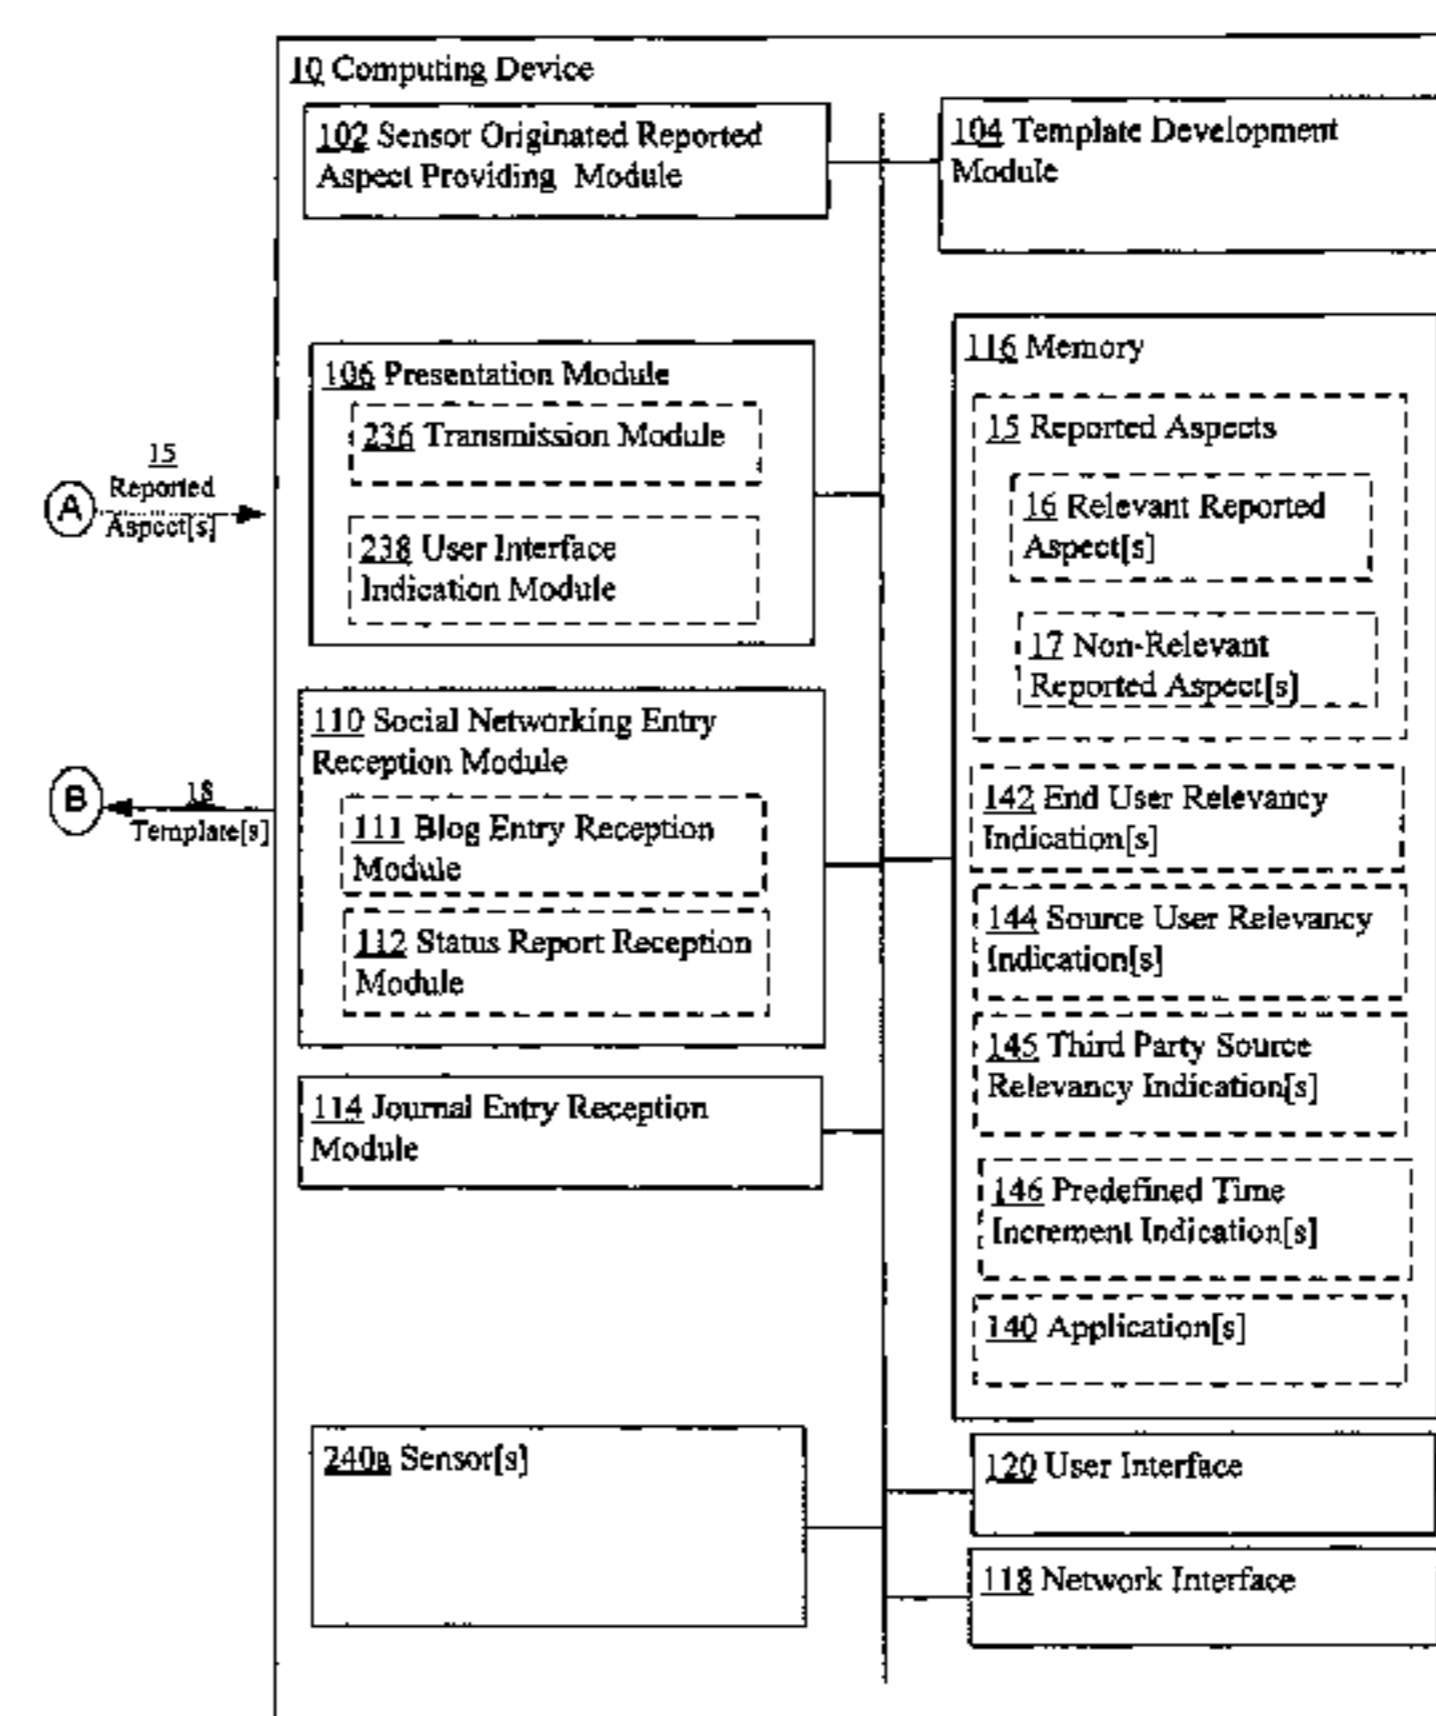 10 Computing Device
102 Sensor Originated Reported
Aspect Providing Module
104 Template Development
Module
106 Presentation Module
236 Transmission Module
238 User Interface
Indication Module
A
15
Reported
Aspect[s]
110 Social Networking Entry
Reception Module
111 Blog Entry Reception
Module
112 Status Report Reception
Module
B
18
Template[s]
114 Journal Entry Reception
Module
240a Sensor[s]
116 Memory
15 Reported Aspects
16 Relevant Reported
Aspect[s]
17 Non-Relevant
Reported Aspect[s]
142 End User Relevancy
Indication[s]
144 Source User Relevancy
Indication[s]
145 Third Party Source
Relevancy Indication[s]
146 Predefined Time
Increment Indication[s]
140 Application[s]
120 User Interface
118 Network Interface